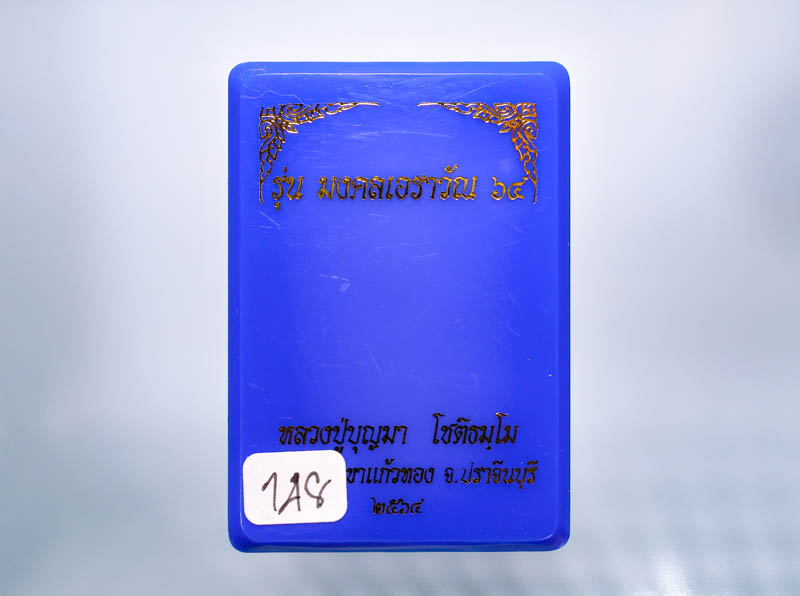 รุ่น มงคลเอราวัณ ๖๔
หลวงปู่บุญมา โชติธมฺโม
เขาแก้วทอง จ.ปราจีนบุรี
๒๕๖๔
148